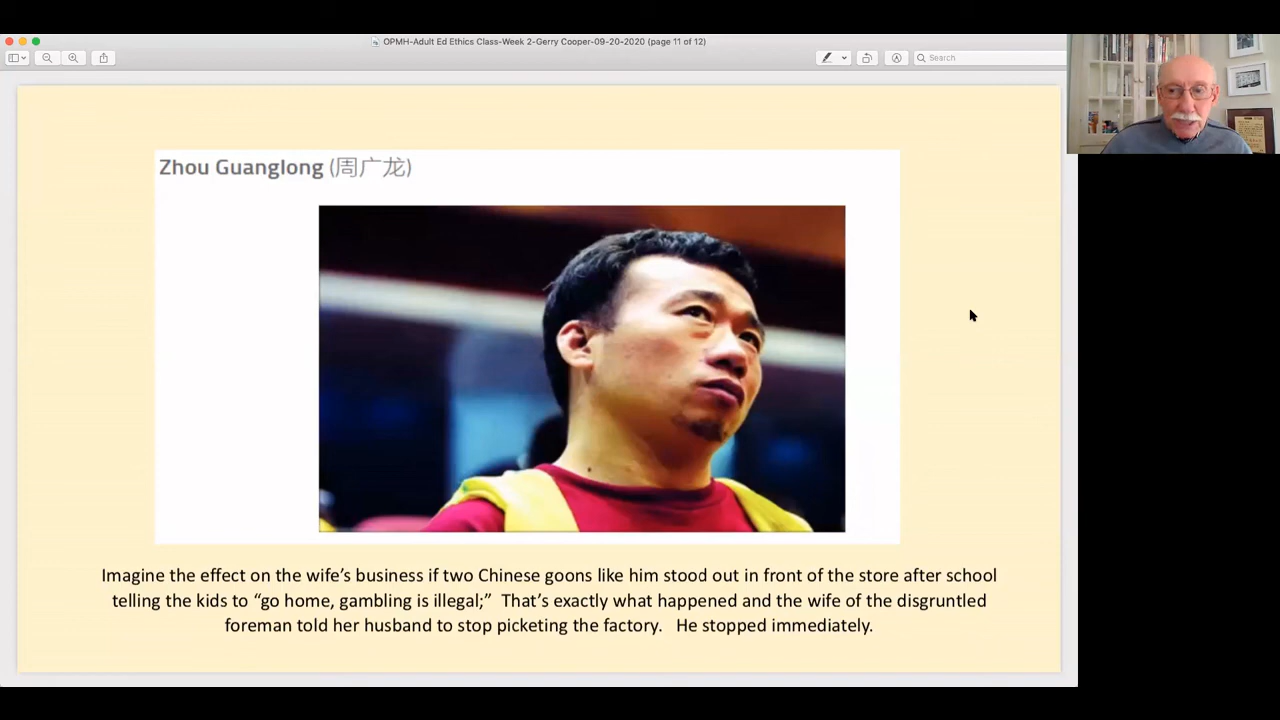 OPMH-Adult Ed Ethics Class-Week 2-Gerry Cooper-09-20-2020 (page 11 of 12)
Search
Zhou Guanglong (周广龙)
Imagine the effect on the wife’s business if two Chinese goons like him stood out in front of the store after school
telling the kids to “go home, gambling is illegal;” That’s exactly what happened and the wife of the disgruntled
foreman told her husband to stop picketing the factory. He stopped immediately.